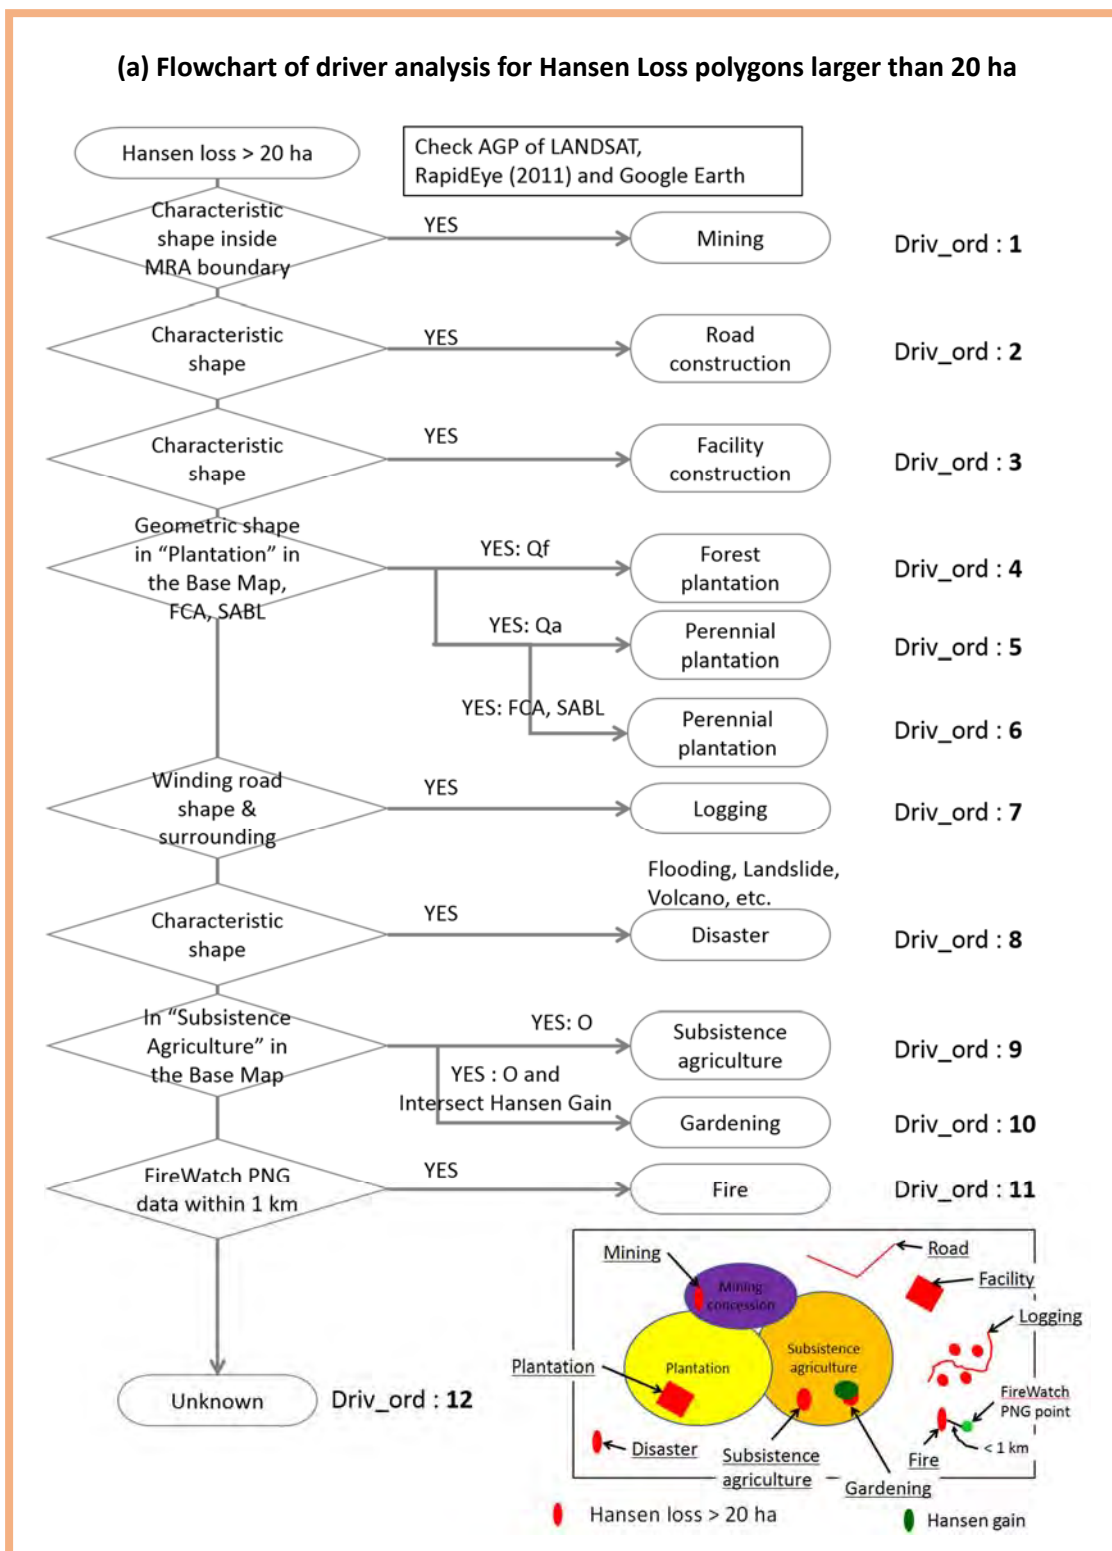 (a) Flowchart of driver analysis for Hansen Loss polygons larger than 20 ha
Hansen loss > 20 ha
Check AGP of LANDSAT,
RapidEye (2011) and Google Earth
Characteristic
shape inside
MRA boundary
YES
Mining
Driv_ord : 1
Characteristic
shape
YES
Road
construction
Driv_ord : 2
Characteristic
shape
YES
Facility
construction
Driv_ord : 3
Geometric shape
in “Plantation” in
the Base Map,
FCA, SABL
YES: Qf
Forest
plantation
Driv_ord : 4
YES: Qa
Perennial
plantation
Driv_ord : 5
YES: FCA, SABL
Perennial
plantation
Driv_ord : 6
Winding road
shape &
surrounding
YES
Logging
Driv_ord : 7
Flooding, Landslide,
Volcano, etc.
Characteristic
shape
YES
Disaster
Driv_ord : 8
In “Subsistence
Agriculture” in
the Base Map
YES: O
Subsistence
agriculture
Driv_ord : 9
YES : O and
Intersect Hansen Gain
Gardening
Driv_ord : 10
FireWatch PNG
data within 1 km
YES
Fire
Driv_ord : 11
Unknown
Driv_ord : 12
Mining
Road
Mining
concession
Facility
Logging
Plantation
Plantation
Subsistence
agriculture
FireWatch
PNG point
< 1 km
Disaster
Subsistence
agriculture
Fire
Gardening
Hansen loss > 20 ha
Hansen gain